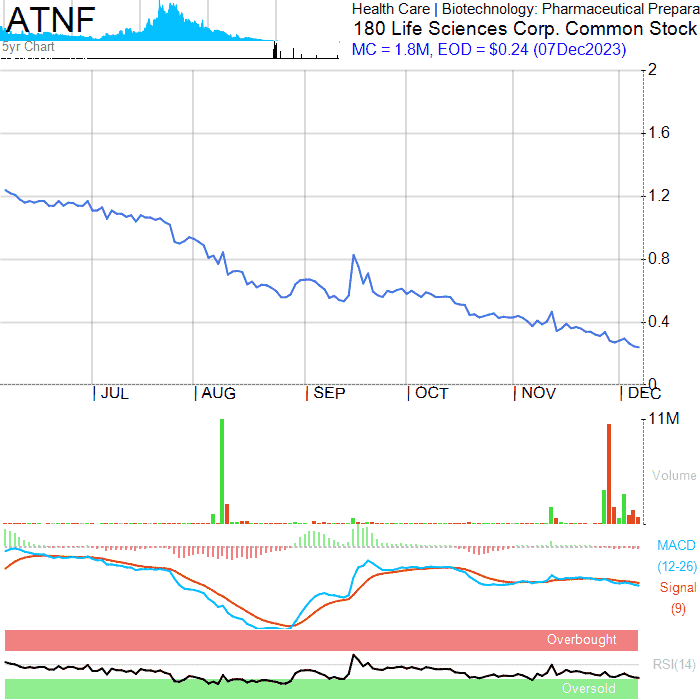 ATNF
5yr Chart
Health Care | Biotechnology: Pharmaceutical Prepara
180 Life Sciences Corp. Common Stock
MC = 1.8M, EOD = $0.24 (07Dec2023)
2
1.6
1.2
0.8
0.4
0
JUL AUG SEP OCT NOV DEC
11M
Volume
MACD
(12-26)
Signal
(9)
Overbought
RSI(14)
Oversold